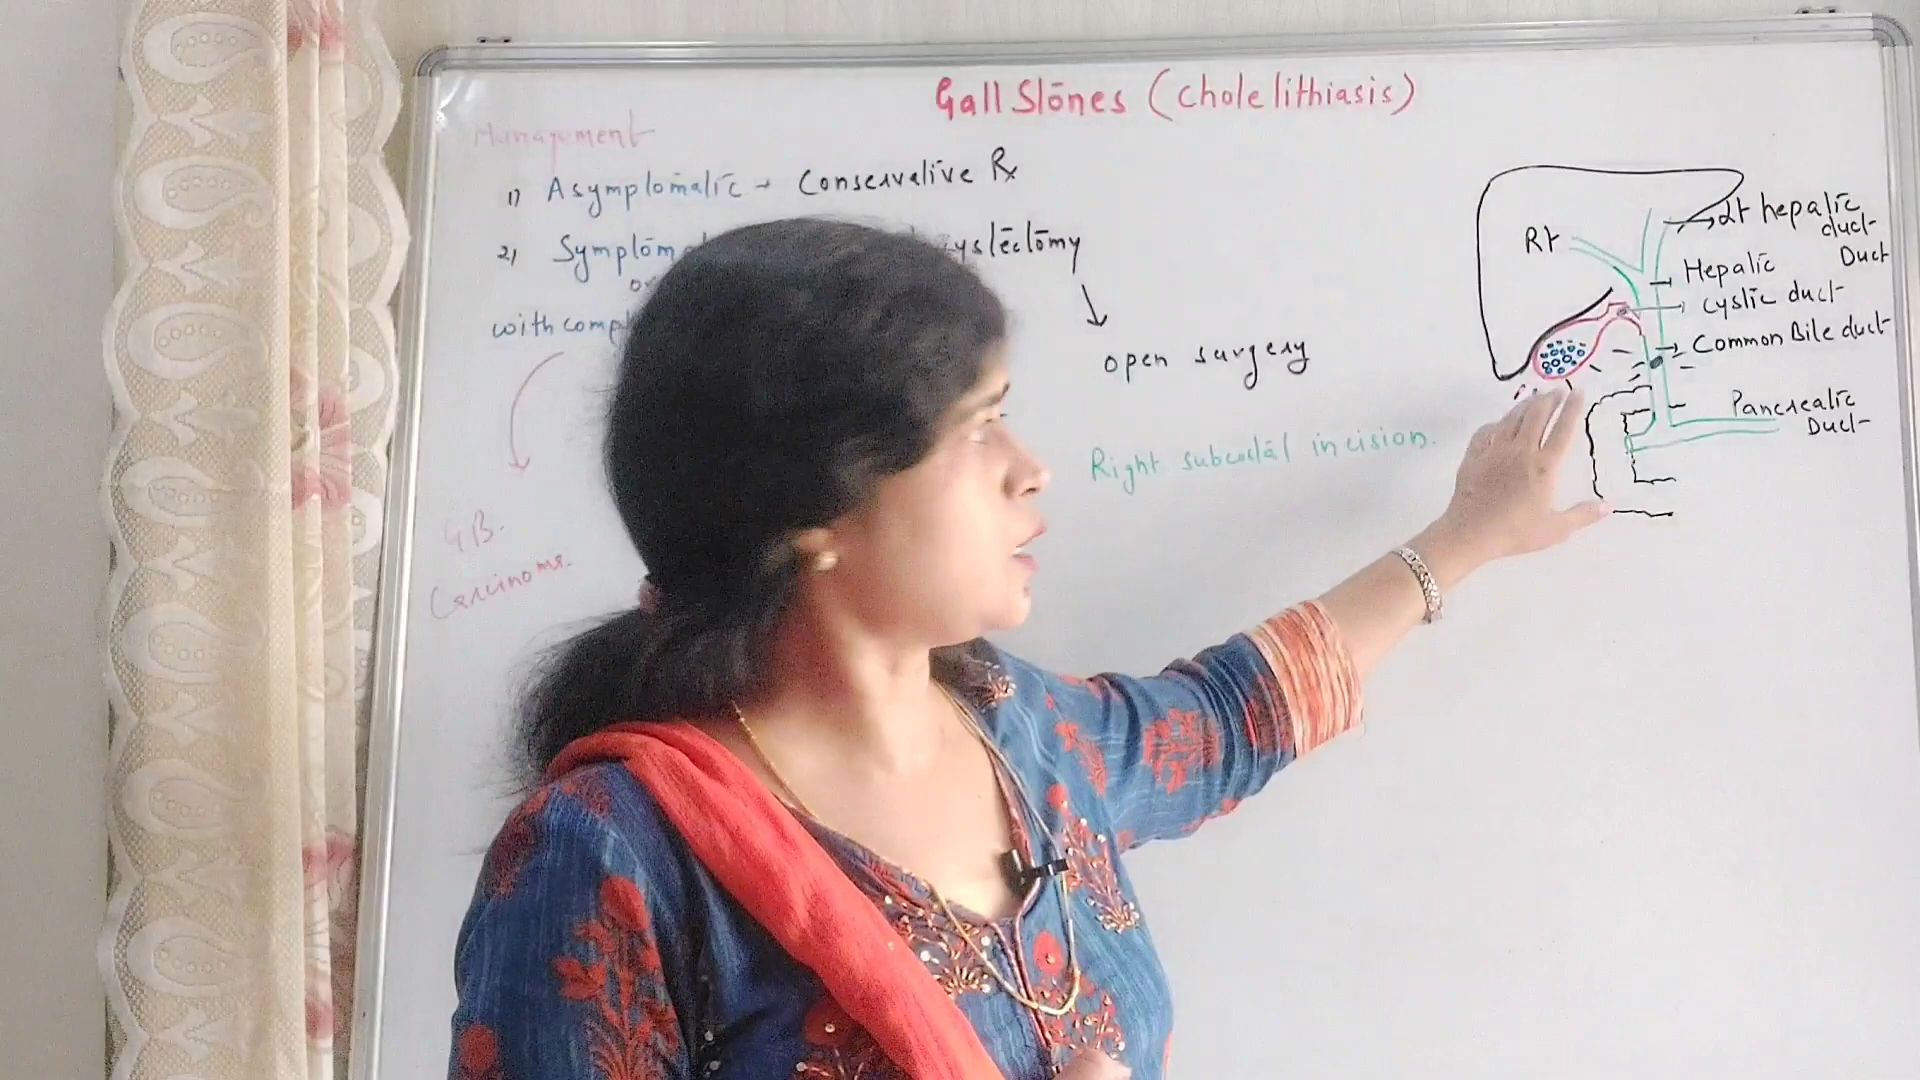 Gall Stones (Cholelithiasis)
Management
1) Asymptomatic → Conservative Rx
2) Symptom
or
with comp
open surgery
Right subcostal incision.
G.B.
Carcinoma.
Rt
Lt hepatic
duct
Hepatic Duct
cystic duct
Common Bile duct
Pancreatic
Duct